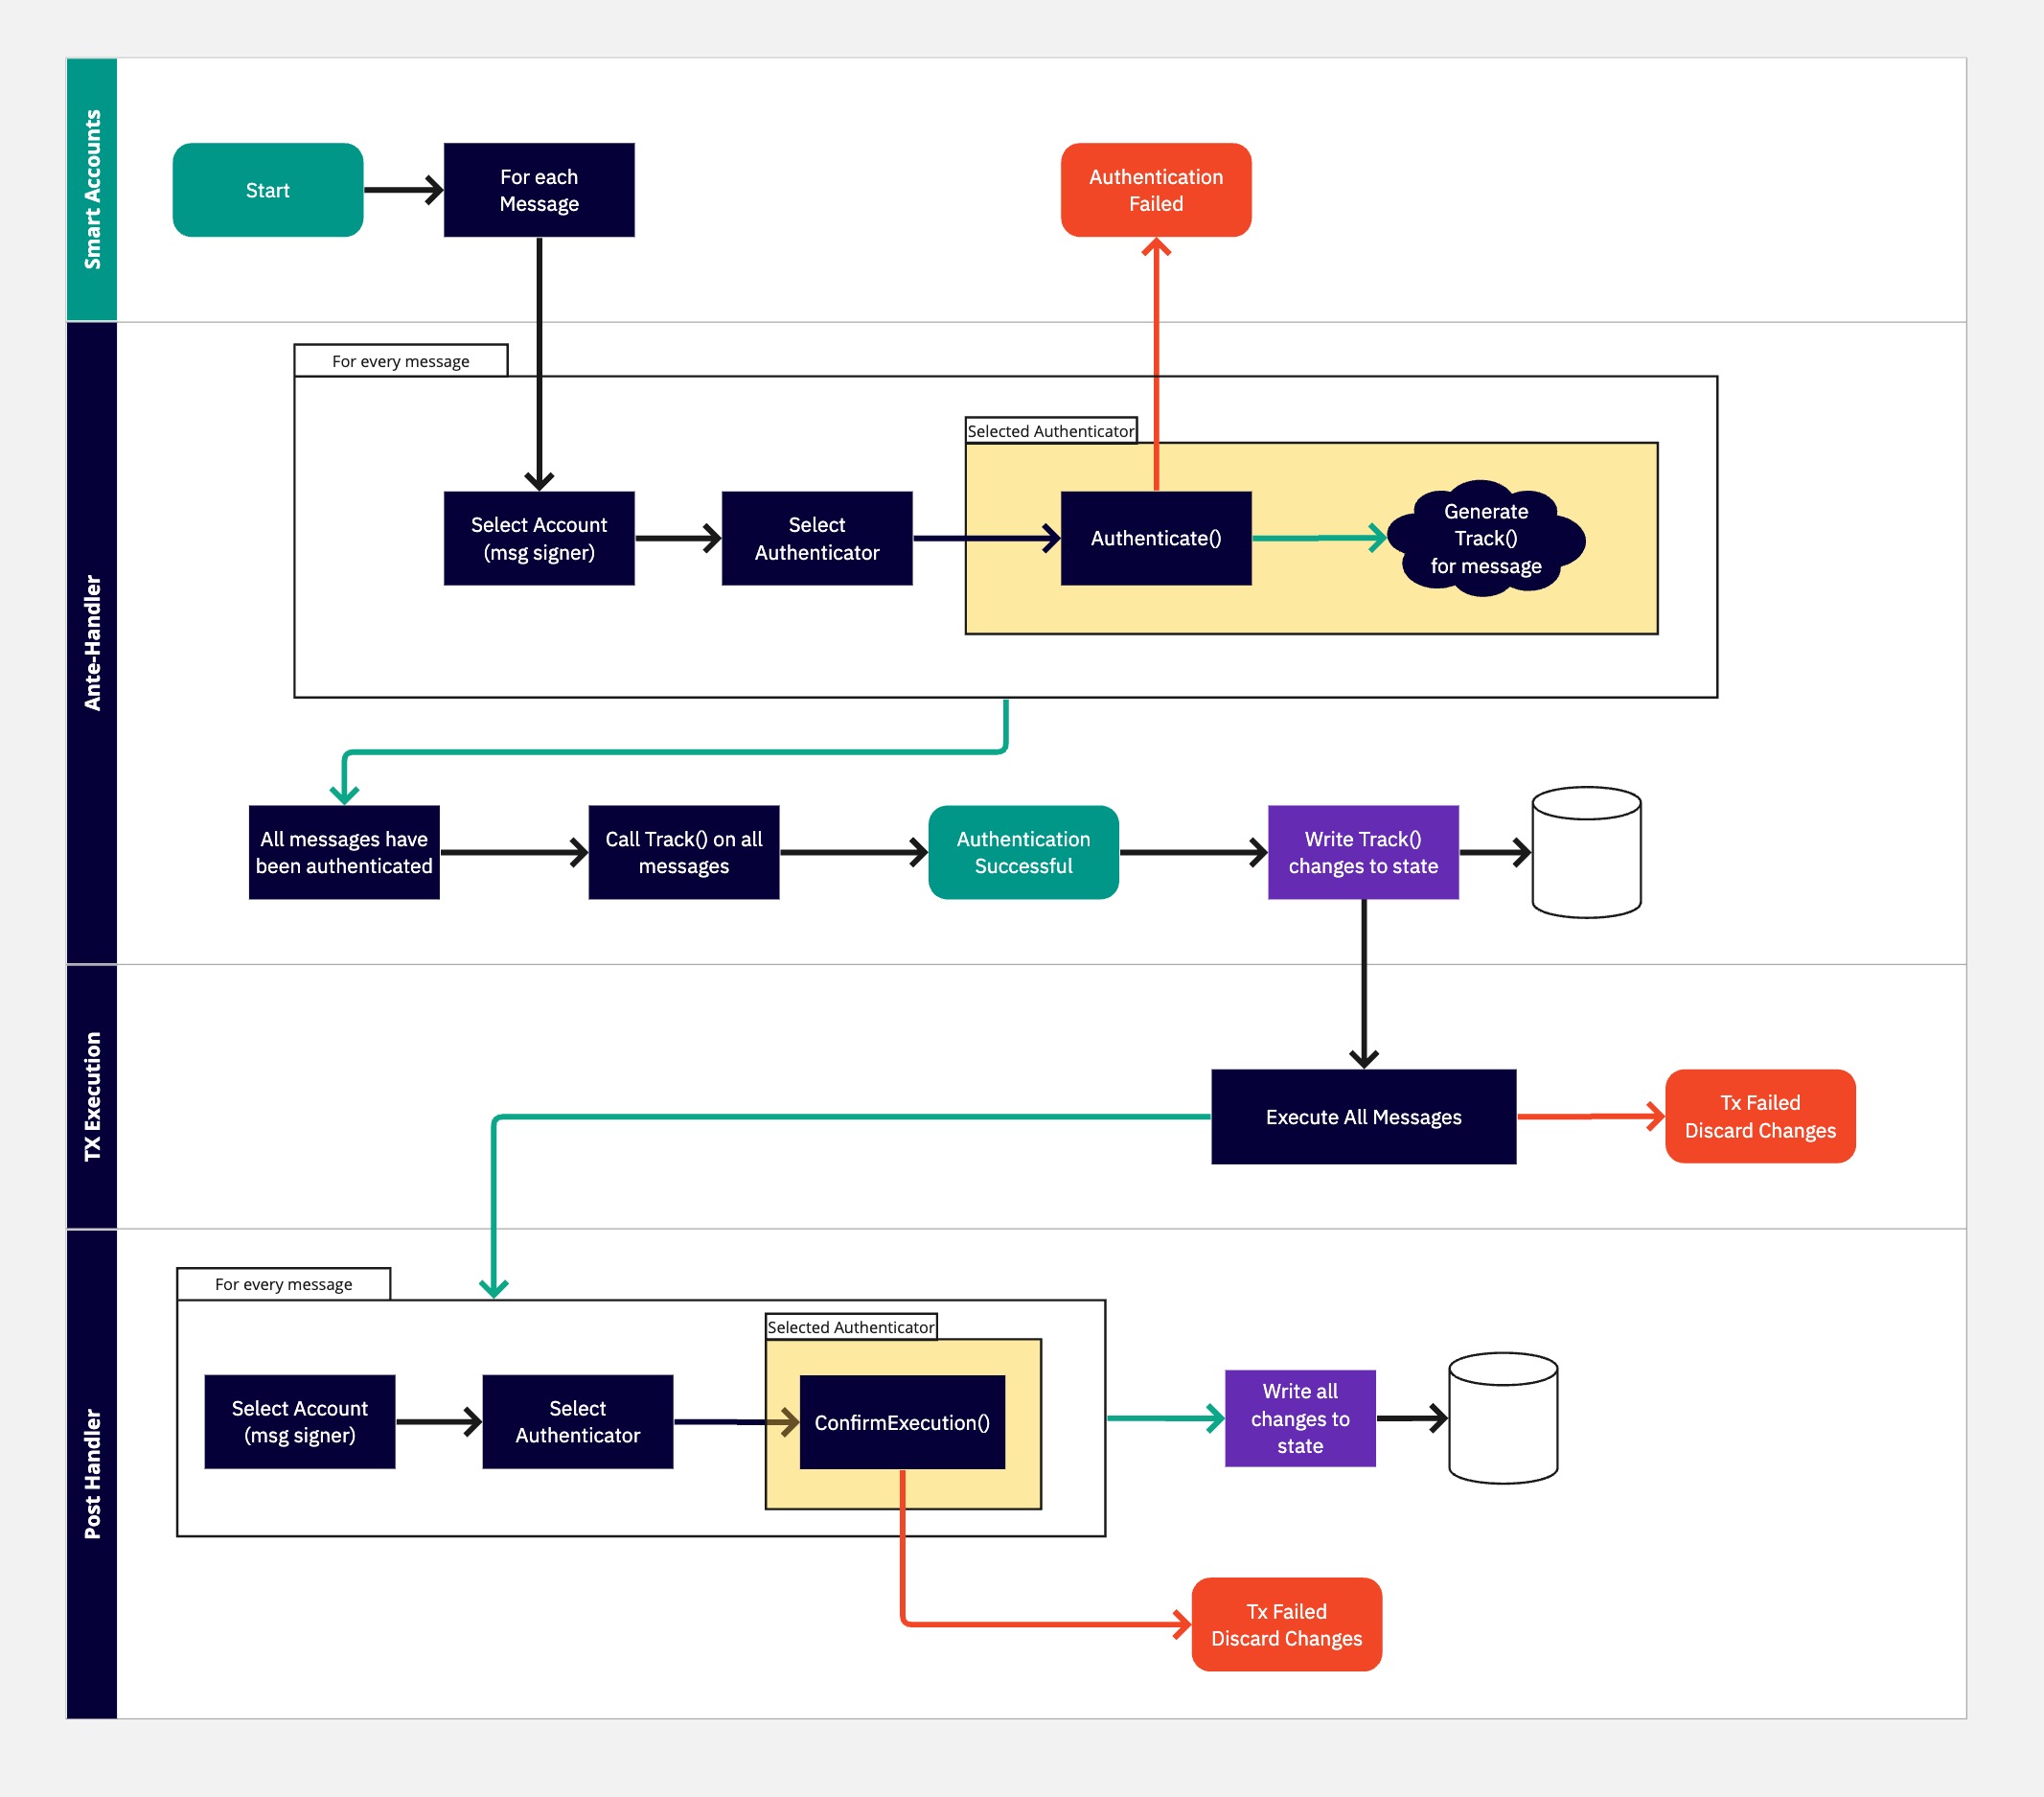 Smart Accounts
Start
For each
Message
Authentication
Failed
Ante-Handler
For every message
Selected Authenticator
Select Account
(msg signer)
Select
Authenticator
Authenticate()
Generate
Track()
for message
All messages have
been authenticated
Call Track() on all
messages
Authentication
Successful
Write Track()
changes to state
TX Execution
Execute All Messages
Tx Failed
Discard Changes
Post Handler
For every message
Selected Authenticator
Select Account
(msg signer)
Select
Authenticator
ConfirmExecution()
Write all
changes to
state
Tx Failed
Discard Changes